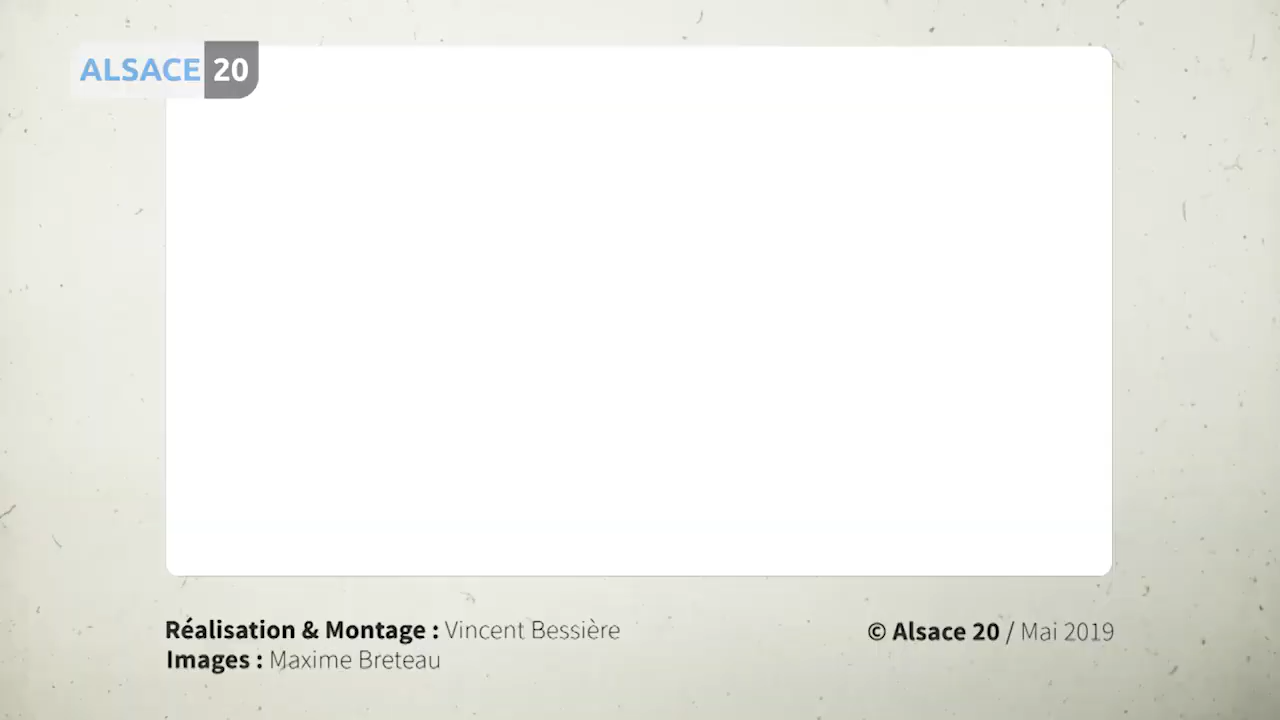 ALSACE 20
Réalisation & Montage : Vincent Bessière
Images : Maxime Breteau
© Alsace 20 / Mai 2019